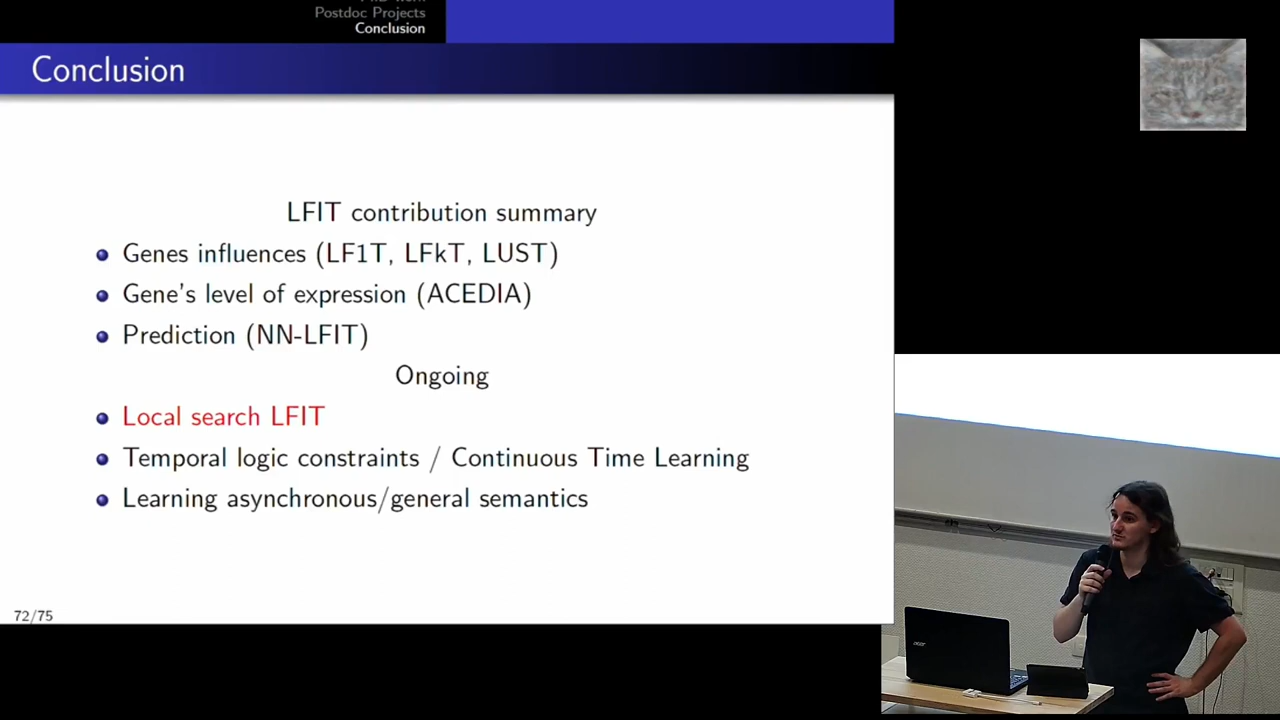 Postdoc Projects
Conclusion
Conclusion
LFIT contribution summary
Genes influences (LF1T, LFkT, LUST)
Gene's level of expression (ACEDIA)
Prediction (NN-LFIT)
Ongoing
Local search LFIT
Temporal logic constraints / Continuous Time Learning
Learning asynchronous/general semantics
72/75
acer